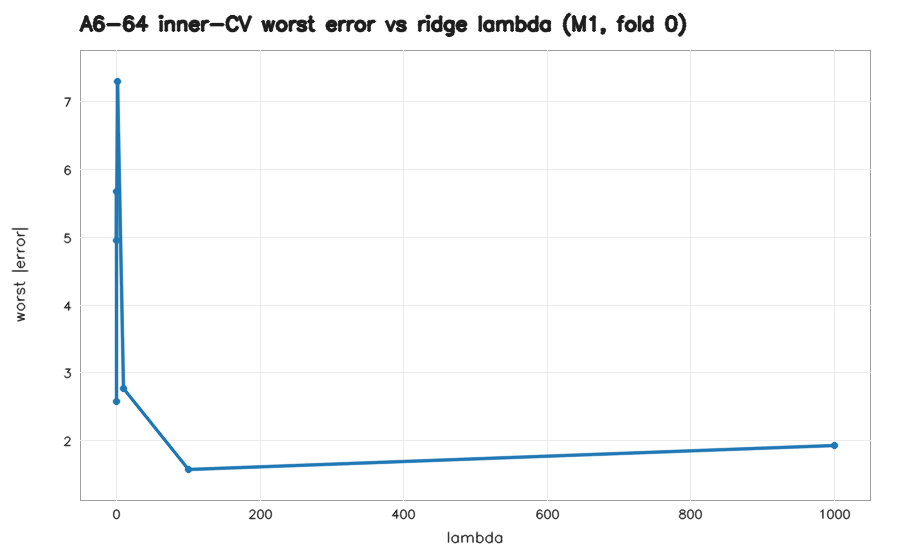 A6-64 inner-CV worst error vs ridge lambda (M1, fold 0)
worst |error|
7
6
5
4
3
2
0 200 400 600 800 1000
lambda